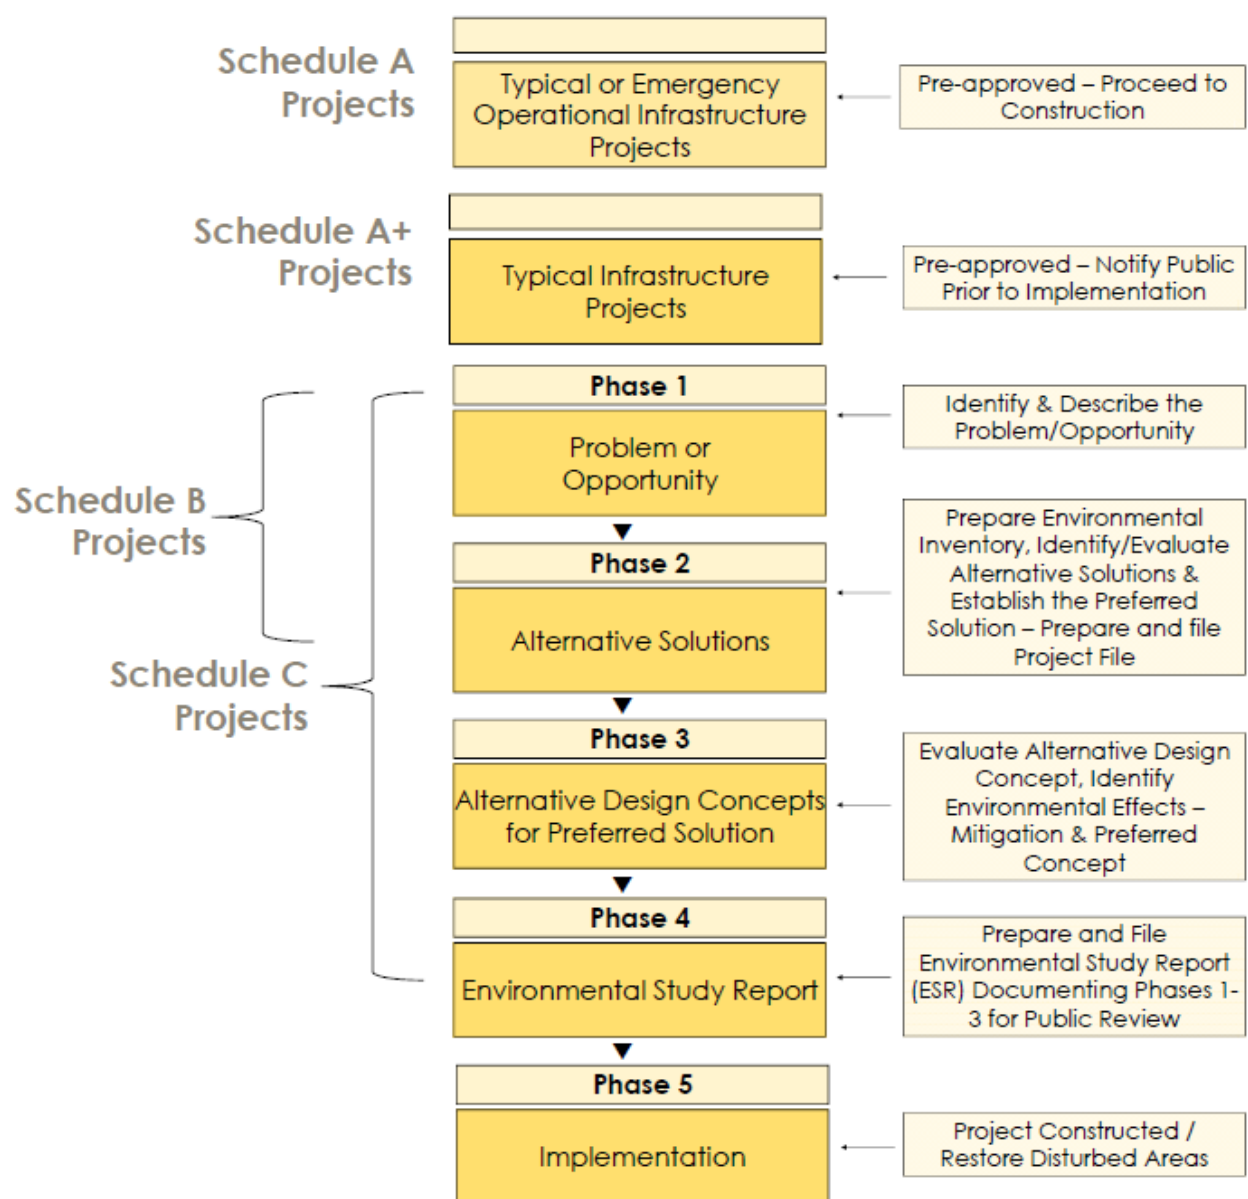 Schedule A
Projects
Typical or Emergency
Operational Infrastructure
Projects
Pre-approved – Proceed to
Construction
Schedule A+
Projects
Typical Infrastructure
Projects
Pre-approved – Notify Public
Prior to Implementation
Schedule B
Projects
Schedule C
Projects
Phase 1
Problem or
Opportunity
Identify & Describe the
Problem/Opportunity
Phase 2
Alternative Solutions
Prepare Environmental
Inventory, Identify/Evaluate
Alternative Solutions &
Establish the Preferred
Solution – Prepare and file
Project File
Phase 3
Alternative Design Concepts
for Preferred Solution
Evaluate Alternative Design
Concept, Identify
Environmental Effects –
Mitigation & Preferred
Concept
Phase 4
Environmental Study Report
Prepare and File
Environmental Study Report
(ESR) Documenting Phases 1-
3 for Public Review
Phase 5
Implementation
Project Constructed /
Restore Disturbed Areas